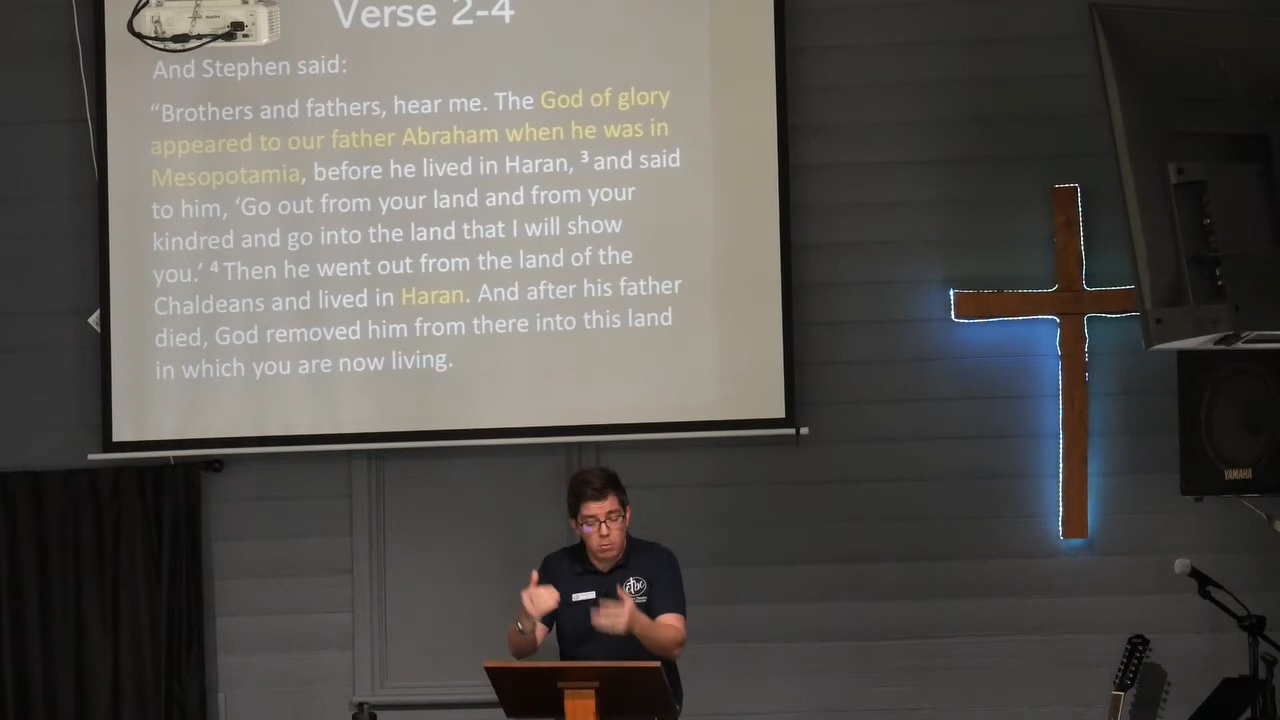 Verse 2-4
And Stephen said:
“Brothers and fathers, hear me. The God of glory
appeared to our father Abraham when he was in
Mesopotamia, before he lived in Haran, ³ and said
to him, ‘Go out from your land and from your
kindred and go into the land that I will show
you.’ ⁴ Then he went out from the land of the
Chaldeans and lived in Haran. And after his father
died, God removed him from there into this land
in which you are now living.
YAMAHA